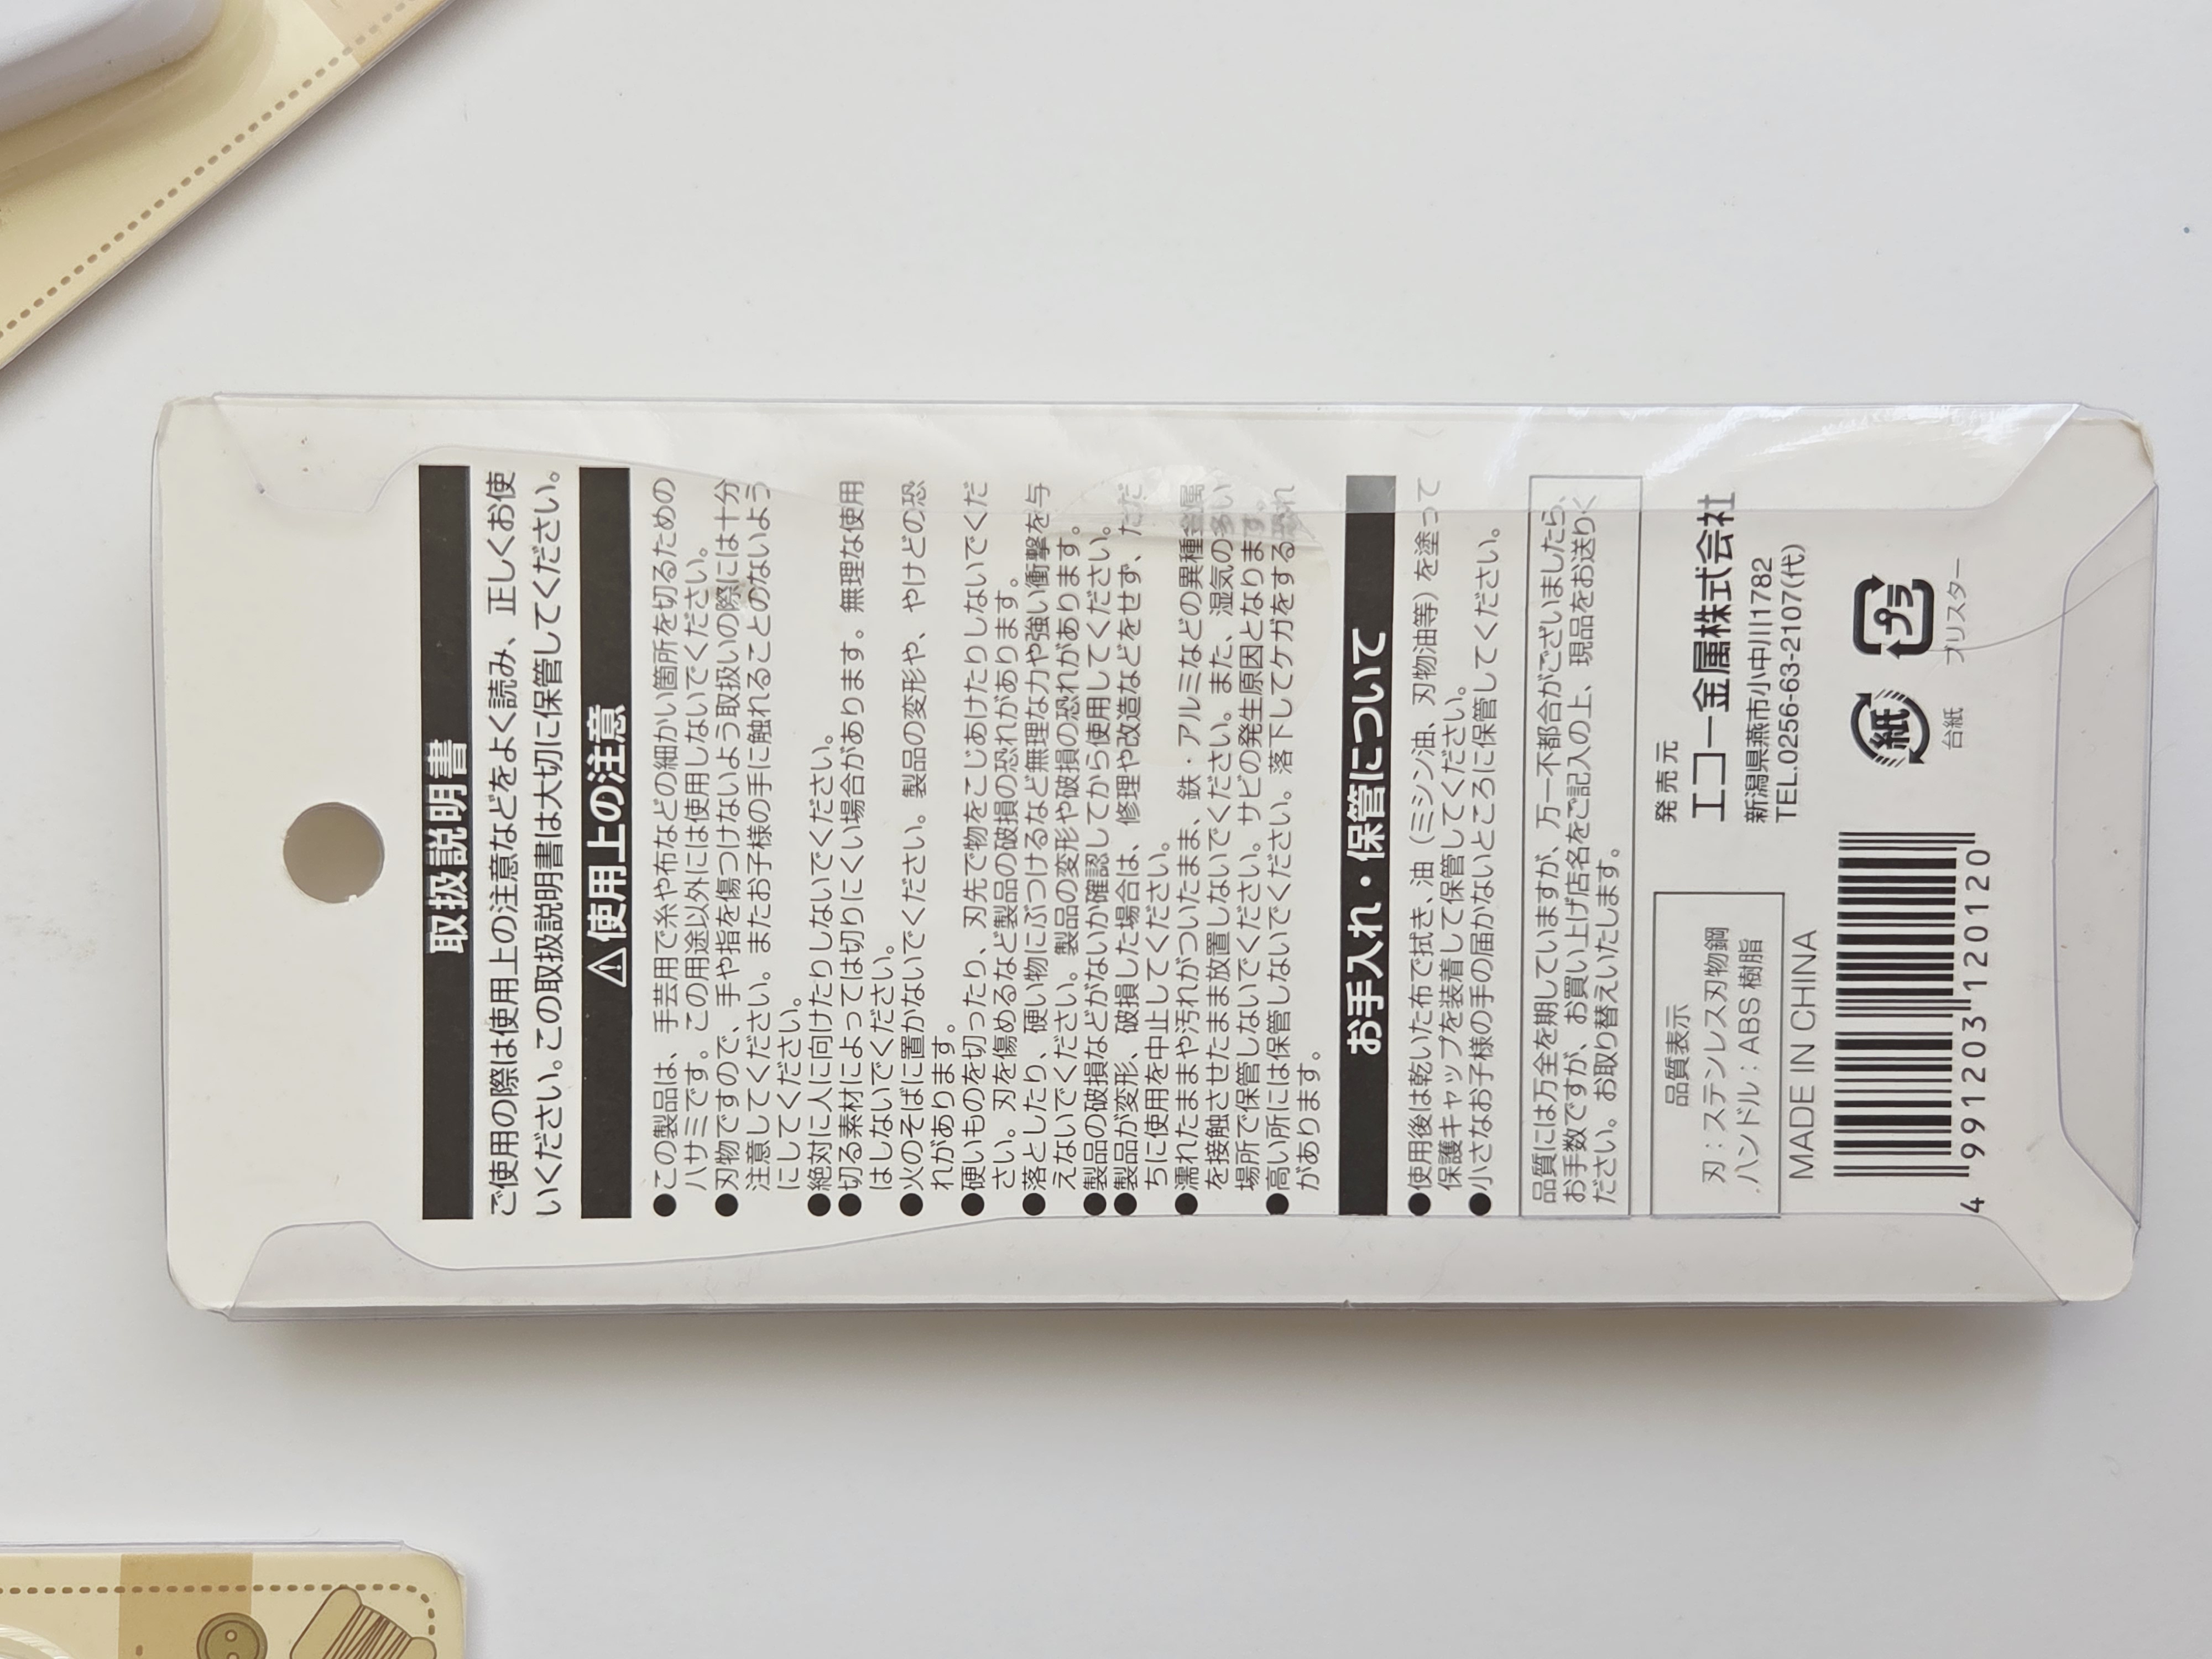 取扱説明書
ご使用の際は使用上の注意などをよく読み、正しくお使
いください。この取扱説明書は大切に保管してください。
⚠使用上の注意
●この製品は、手芸用で糸や布などの細かい箇所を切るための
ハサミです。この用途以外には使用しないでください。
●刃物ですので、手や指を傷つけないよう取扱いの際には十分
注意してください。またお子様の手に触れることのないよう
にしてください。
●絶対に人に向けたりしないでください。
●切る素材によっては切りにくい場合があります。無理な使用
はしないでください。
●火のそばに置かないでください。製品の変形や、やけどの恐
れがあります。
●硬いものを切ったり、刃先で物をこじあけたりしないでくだ
さい。刃を傷めるなど製品の破損の恐れがあります。
●落としたり、硬い物にぶつけるなど無理な力や強い衝撃を与
えないでください。製品の変形や破損の恐れがあります。
●製品の破損などがないか確認してから使用してください。
●製品が変形、破損した場合は、修理や改造などをせず、ただ
ちに使用を中止してください。
●濡れたままや汚れがついたまま、鉄・アルミなどの異種金属
を接触させたまま放置しないでください。また、湿気の多い
場所で保管しないでください。サビの発生原因となります。
●高い所には保管しないでください。落下してケガをする恐れ
があります。
お手入れ・保管について
●使用後は乾いた布で拭き、油（ミシン油、刃物油等）を塗って
保護キャップを装着して保管してください。
●小さなお子様の手の届かないところに保管してください。
品質には万全を期していますが、万一不都合がございましたら、
お手数ですが、お買い上げ店名をご記入の上、現品をお送りく
ださい。お取り替えいたします。
品質表示
刃：ステンレス刃物鋼
ハンドル：ABS 樹脂
MADE IN CHINA
4 991203 120120
発売元
エコー金属株式会社
新潟県燕市小中川1782
TEL.0256-63-2107(代)
紙
台紙
プラ
ブリスター